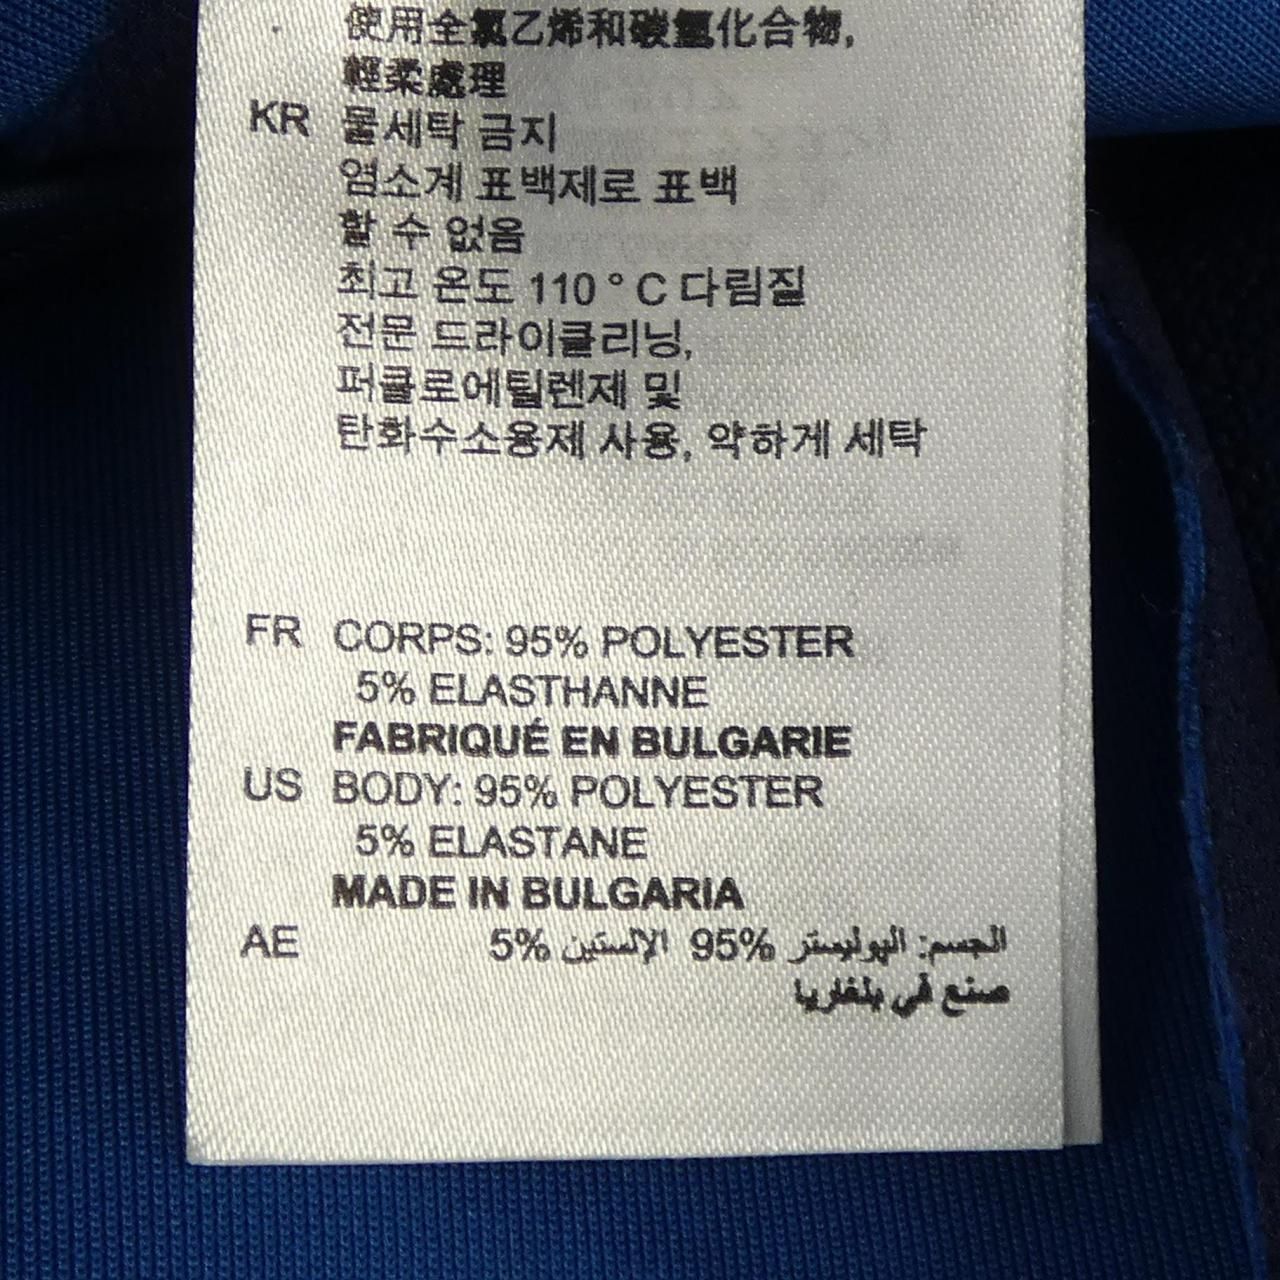 使用全氯乙烯和碳氫化合物,
輕柔處理
KR 물세탁 금지
염소계 표백제로 표백
할 수 없음
최고 온도 110 ° C 다림질
전문 드라이클리닝,
퍼클로에틸렌제 및
탄화수소용제 사용, 약하게 세탁
FR CORPS: 95% POLYESTER
5% ELASTHANNE
FABRIQUÉ EN BULGARIE
US BODY: 95% POLYESTER
5% ELASTANE
MADE IN BULGARIA
AE الجسم: البوليستر 95% الإلستين 5%
صنع في بلغاريا